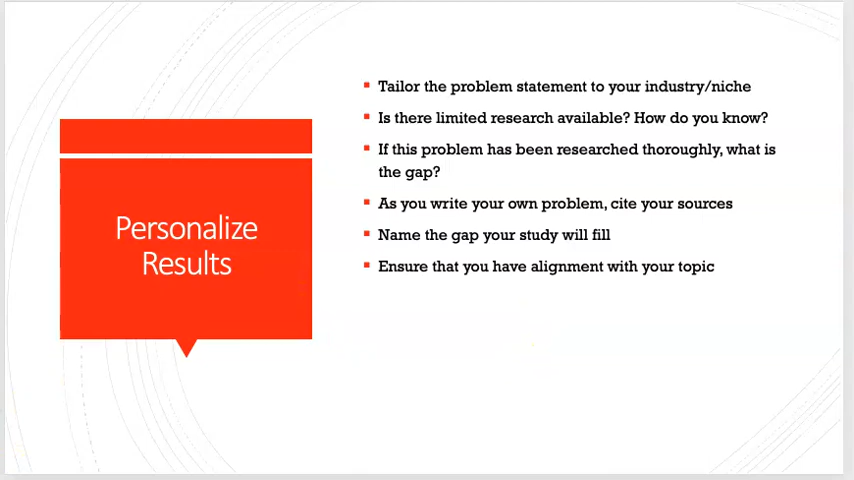 Personalize
Results
Tailor the problem statement to your industry/niche
Is there limited research available? How do you know?
If this problem has been researched thoroughly, what is
the gap?
As you write your own problem, cite your sources
Name the gap your study will fill
Ensure that you have alignment with your topic